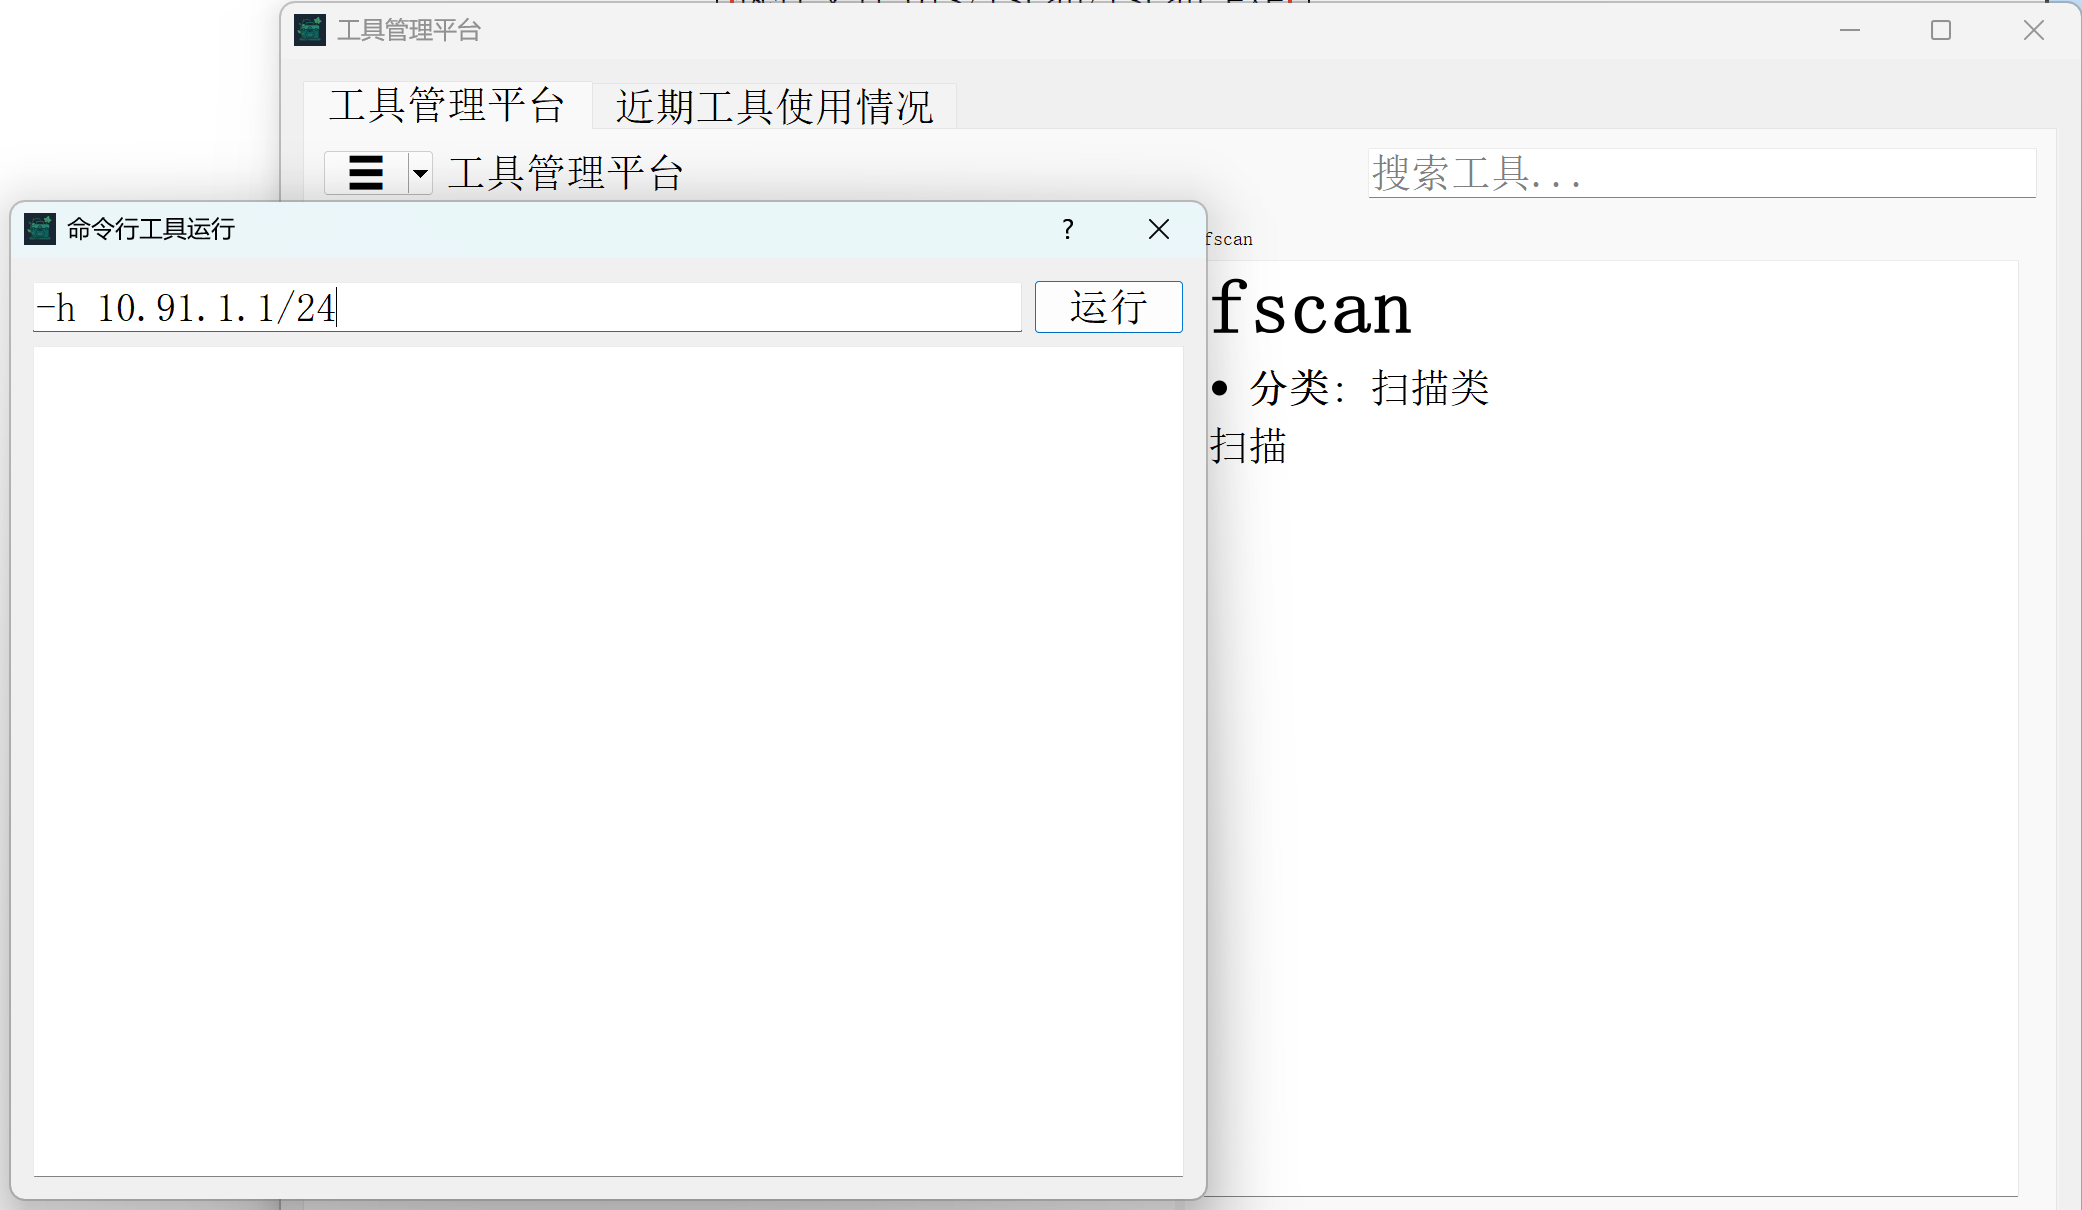 工具管理平台
工具管理平台 近期工具使用情况
工具管理平台 搜索工具...
命令行工具运行 ?
fscan
-h 10.91.1.1/24 运行
fscan
• 分类: 扫描类
扫描